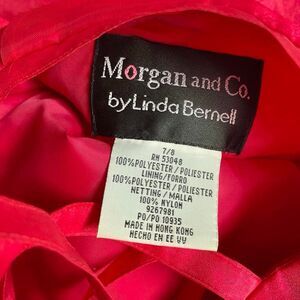 Morgan and Co.
by Linda Bernell
7/8
RN 53048
100%POLYESTER/POLIESTER
LINING/FORRO
100%POLYESTER/POLIESTER
NETTING/MALLA
100% NYLON
9267981
PO/PO 10935
MADE IN HONG KONG
HECHO EN EE VV